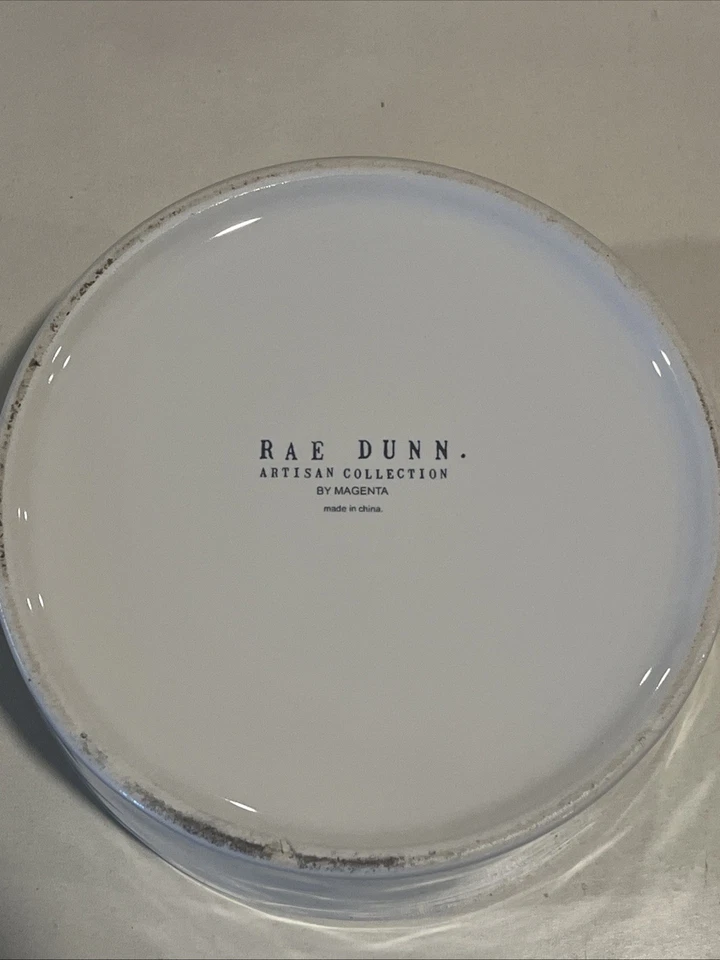 RAE DUNN.
ARTISAN COLLECTION
BY MAGENTA
made in china.